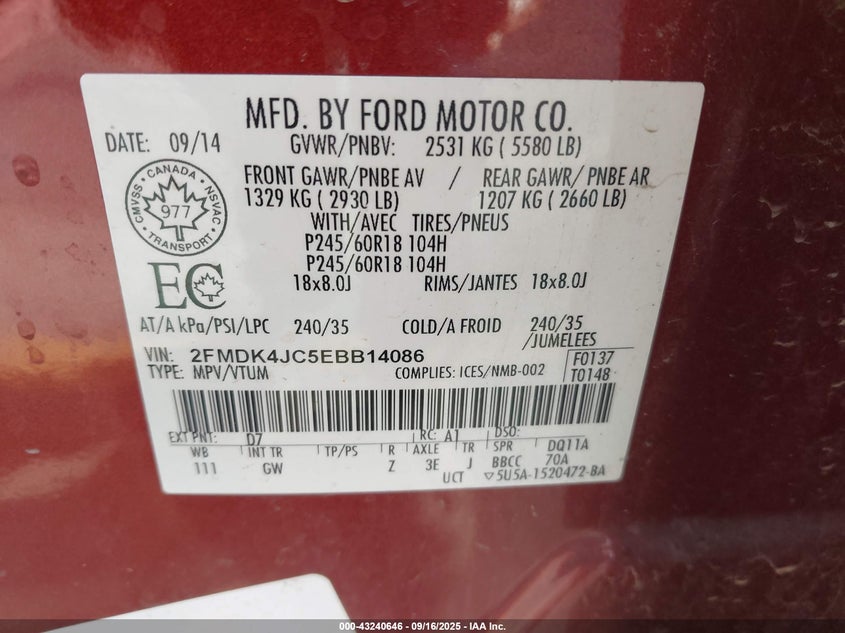 MFD. BY FORD MOTOR CO.
DATE: 09/14 GVWR/PNBV: 2531 KG ( 5580 LB)
FRONT GAWR/PNBE AV / REAR GAWR/ PNBE AR
1329 KG ( 2930 LB) 1207 KG ( 2660 LB)
WITH/AVEC TIRES/PNEUS
P245/60R18 104H
P245/60R18 104H
18x8.0J RIMS/JANTES 18x8.0J
CMVSS CANADA NSVAC
977
TRANSPORT
EC
AT/A kPa/PSI/LPC 240/35 COLD/A FROID 240/35
/JUMELEES
VIN: 2FMDK4JC5EBB14086 F0137
TYPE: MPV/VTUM COMPLIES: ICES/NMB-002 T0148
EXT PNT: D7 RC: A1 DSO:
WB INT TR TP/PS R AXLE TR SPR DQ11A
111 GW Z 3E J BBCC 70A
UCT ▽5U5A-1520472-BA
000-43240646 - 09/16/2025 - IAA Inc.